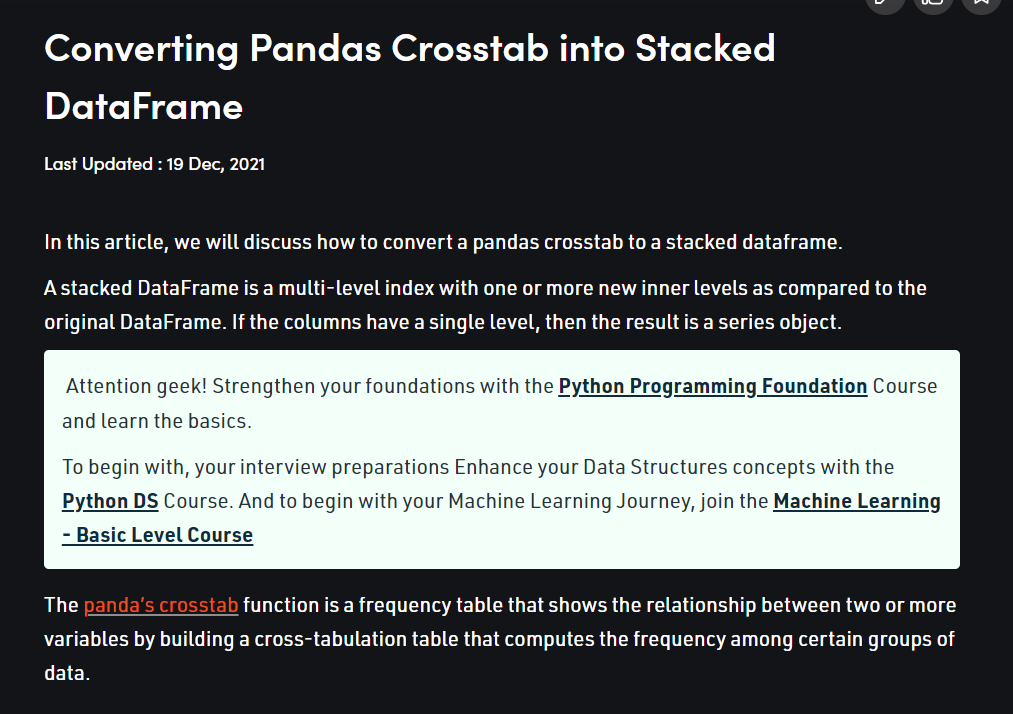 Converting Pandas Crosstab into Stacked
DataFrame
Last Updated : 19 Dec, 2021
In this article, we will discuss how to convert a pandas crosstab to a stacked dataframe.
A stacked DataFrame is a multi-level index with one or more new inner levels as compared to the
original DataFrame. If the columns have a single level, then the result is a series object.
Attention geek! Strengthen your foundations with the Python Programming Foundation Course
and learn the basics.
To begin with, your interview preparations Enhance your Data Structures concepts with the
Python DS Course. And to begin with your Machine Learning Journey, join the Machine Learning
- Basic Level Course
The panda’s crosstab function is a frequency table that shows the relationship between two or more
variables by building a cross-tabulation table that computes the frequency among certain groups of
data.